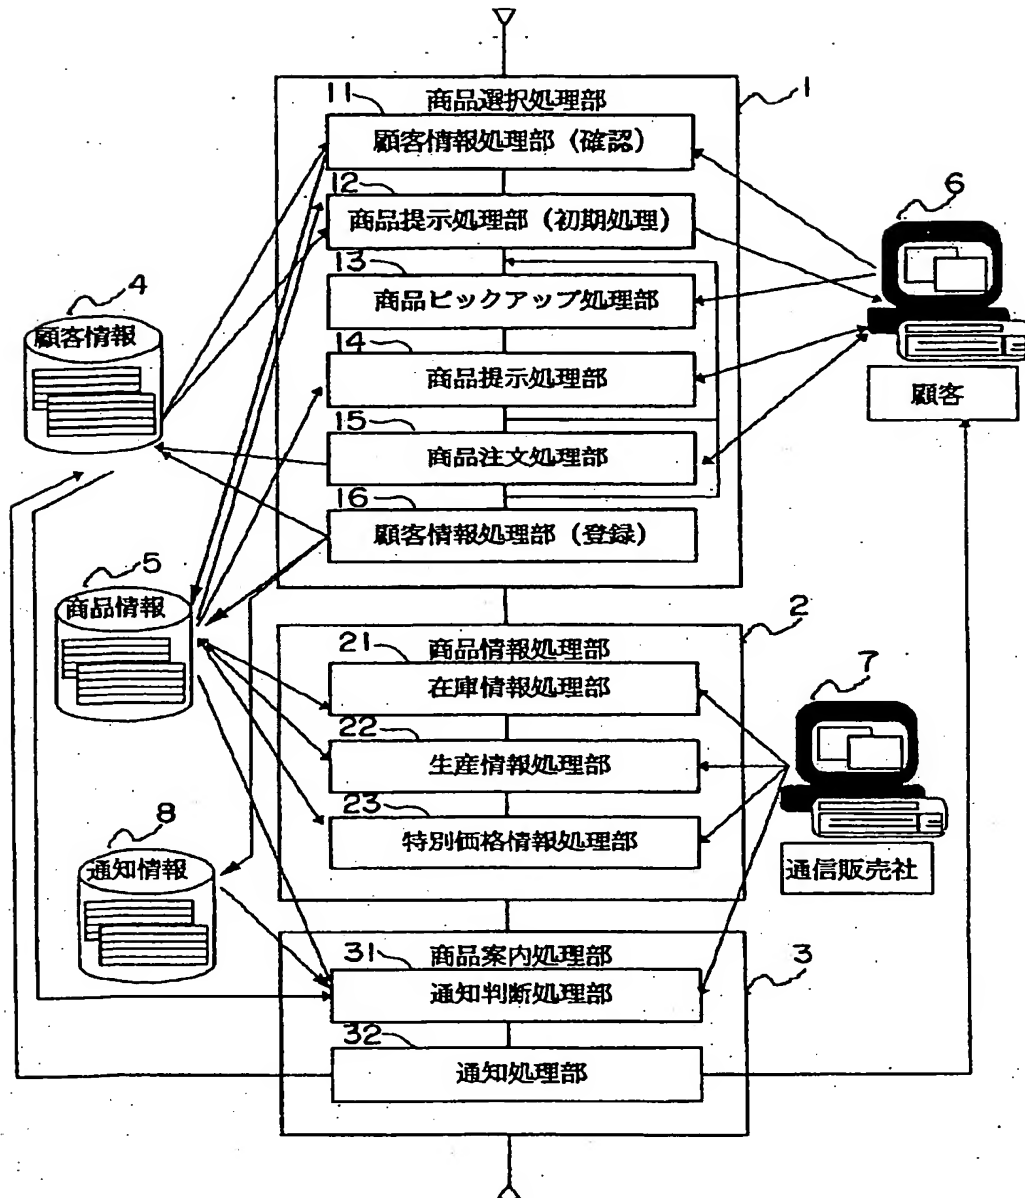 1
商品選択処理部
11
顧客情報処理部（確認）
12
商品提示処理部（初期処理）
6
13
商品ピックアップ処理部
4
顧客情報
14
商品提示処理部
顧客
15
商品注文処理部
16
顧客情報処理部（登録）
5
商品情報
2
商品情報処理部
21
在庫情報処理部
7
22
生産情報処理部
23
特別価格情報処理部
8
通知情報
通信販売社
商品案内処理部
3
31
通知判断処理部
32
通知処理部